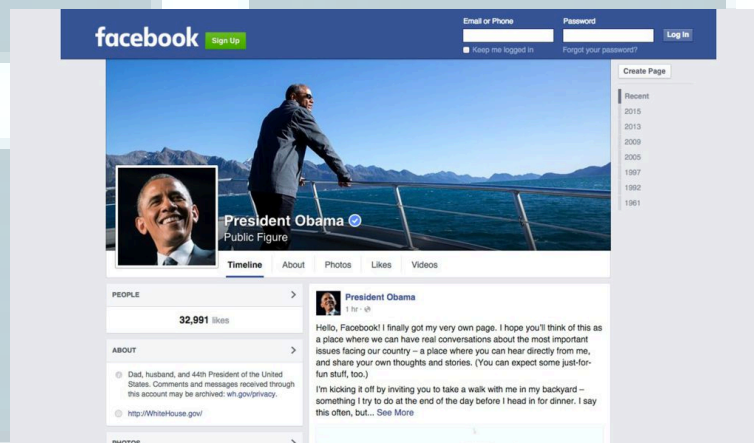 facebook
Sign Up
Email or Phone
Password
Log In
Keep me logged in
Forgot your password?
Create Page
Recent
2015
2013
2009
2005
1997
1992
1961
President Obama
Public Figure
Timeline
About
Photos
Likes
Videos
PEOPLE
32,991 likes
ABOUT
Dad, husband, and 44th President of the United
States. Comments and messages received through
this account may be archived: wh.gov/privacy.
http://WhiteHouse.gov/
PHOTOS
President Obama
1 hr ·
Hello, Facebook! I finally got my very own page. I hope you'll think of this as
a place where we can have real conversations about the most important
issues facing our country – a place where you can hear directly from me,
and share your own thoughts and stories. (You can expect some just-for-
fun stuff, too.)
I'm kicking it off by inviting you to take a walk with me in my backyard –
something I try to do at the end of the day before I head in for dinner. I say
this often, but... See More